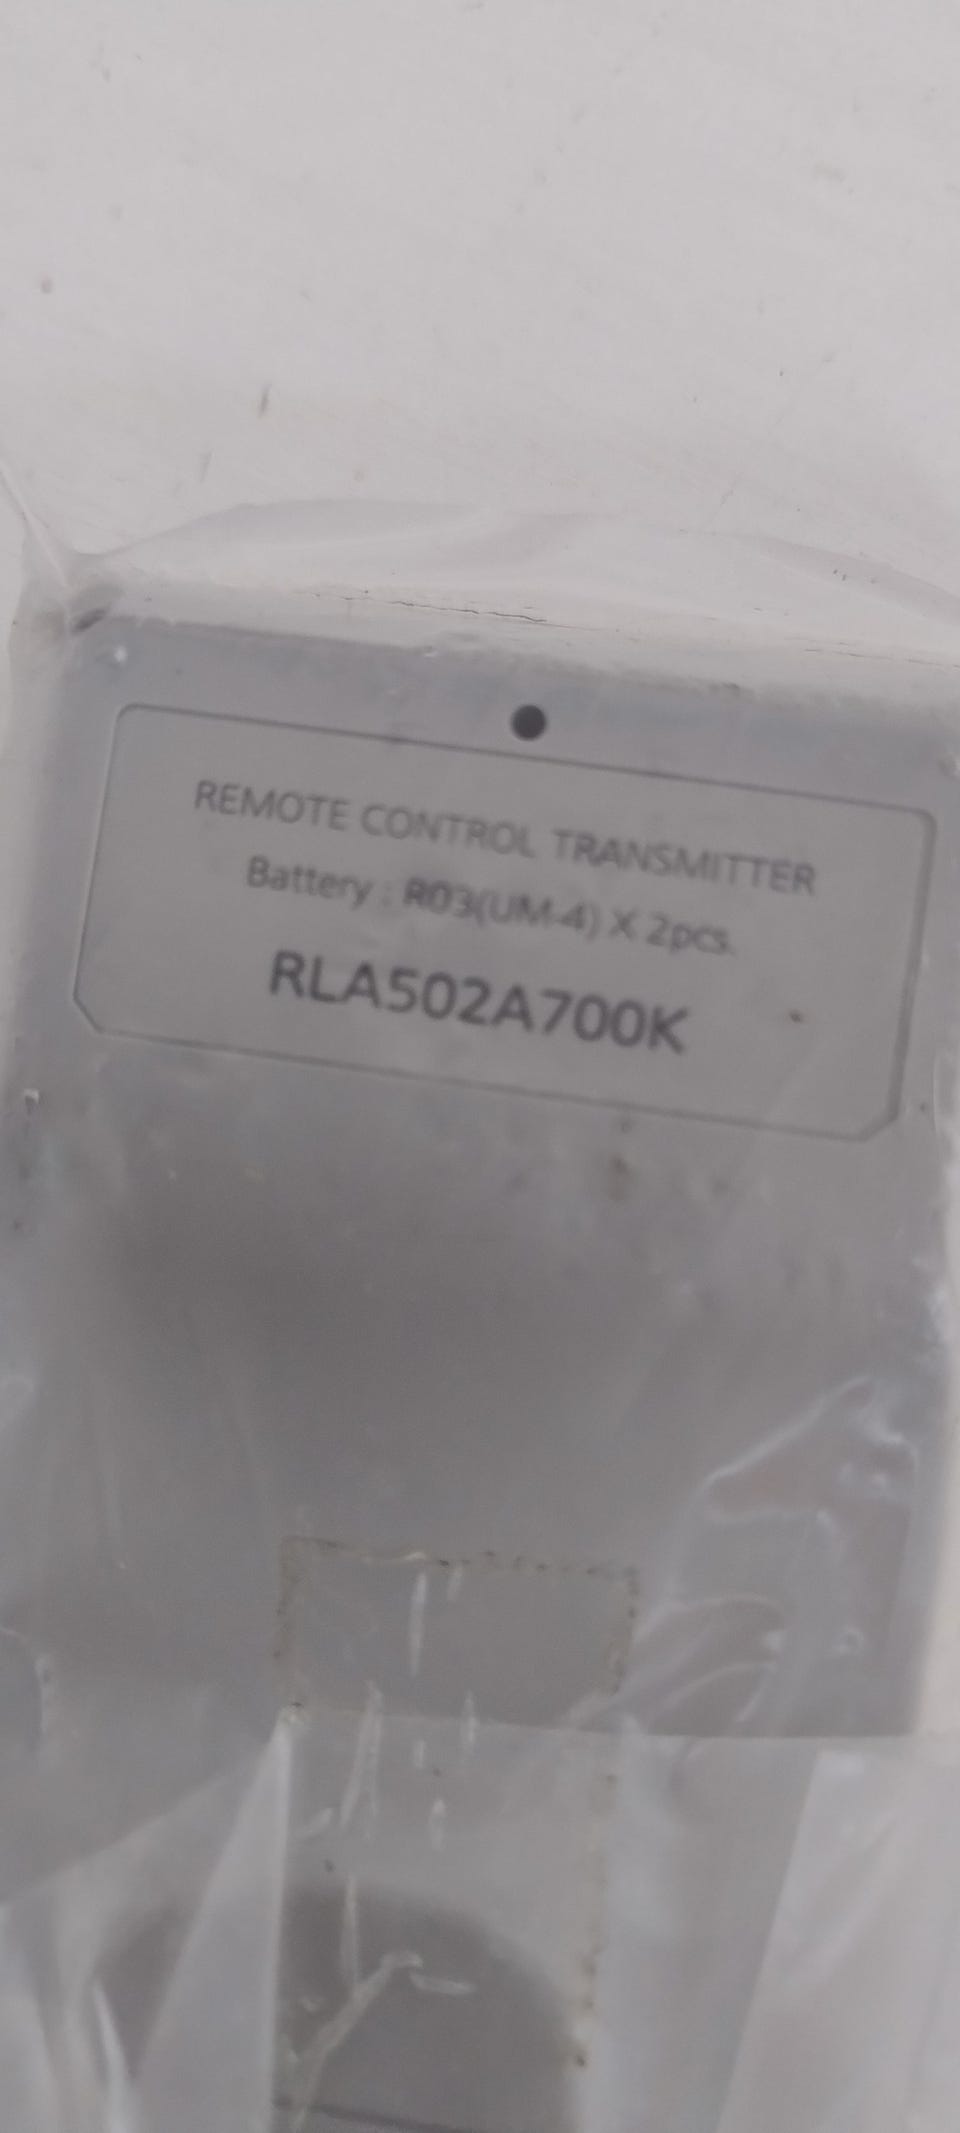 REMOTE CONTROL TRANSMITTER
Battery : R03(UM-4) X 2pcs.
RLA502A700K